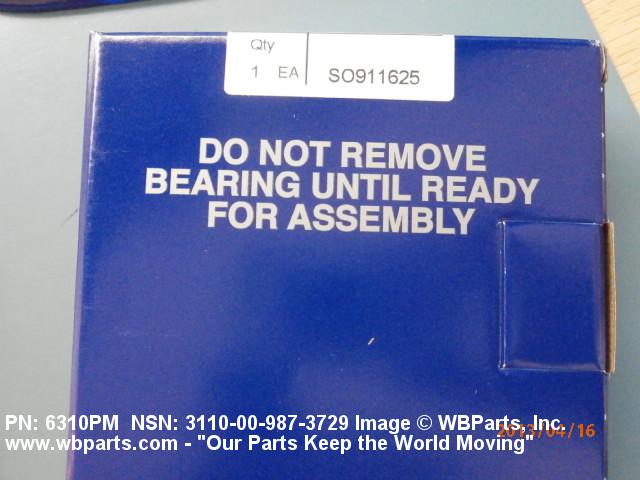 Qty
1 EA SO911625
DO NOT REMOVE
BEARING UNTIL READY
FOR ASSEMBLY
PN: 6310PM NSN: 3110-00-987-3729 Image © WBParts, Inc.
2013/04/16
www.wbparts.com - "Our Parts Keep the World Moving"